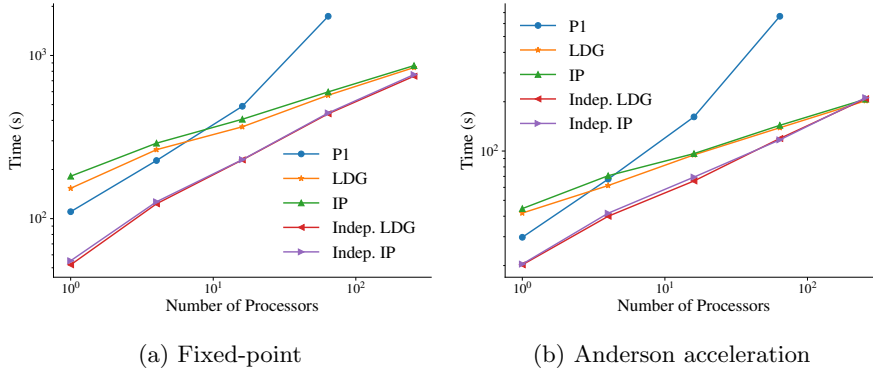 10³
10²
Time (s)
P1
LDG
IP
Indep. LDG
Indep. IP
10⁰
10¹
10²
Number of Processors
(a) Fixed-point
P1
LDG
IP
Indep. LDG
Indep. IP
10²
Time (s)
10⁰
10¹
10²
Number of Processors
(b) Anderson acceleration